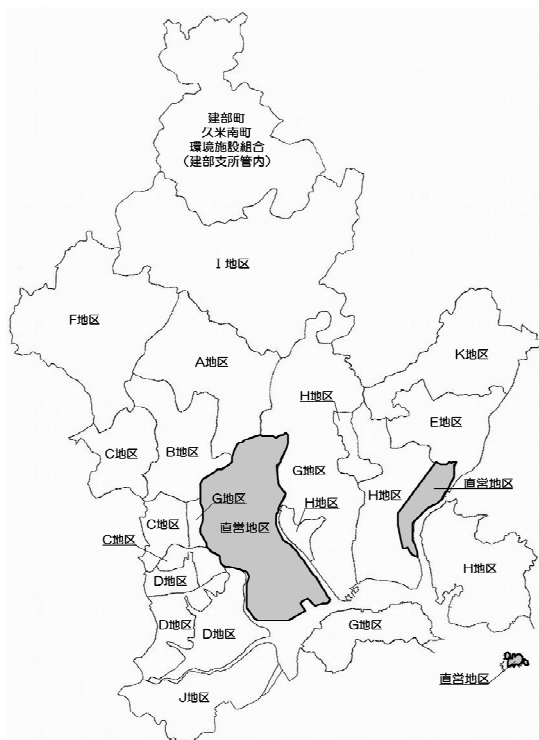 建部町
久米南町
環境施設組合
(建部支所管内)
I地区
F地区
A地区
K地区
H地区
E地区
C地区
B地区
G地区
H地区
直営地区
G地区
H地区
直営地区
C地区
C地区
D地区
H地区
D地区
D地区
G地区
J地区
直営地区